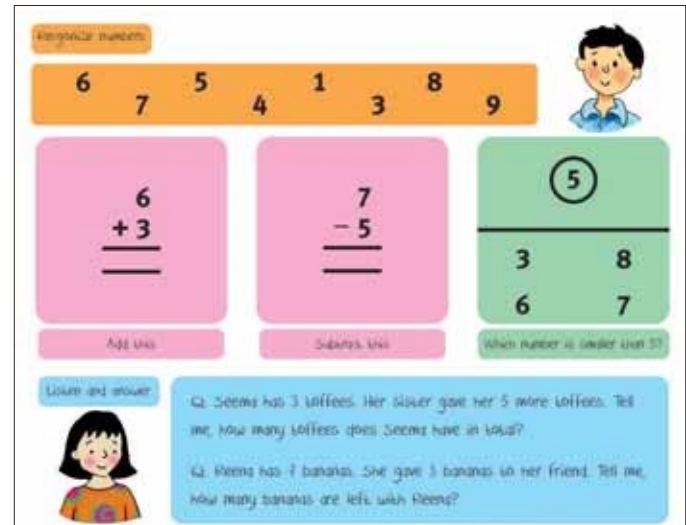 Recognize numbers
6 5 1 8
7 4 3 9
6
+ 3
7
− 5
5
3 8
6 7
Add this
Subtract this
Which number is smaller than 5?
Listen and answer
Q. Seema has 3 toffees. Her sister gave her 5 more toffees. Tell
me, how many toffees does Seema have in total?
Q. Reena has 7 bananas. She gave 3 bananas to her friend. Tell me,
how many bananas are left with Reena?